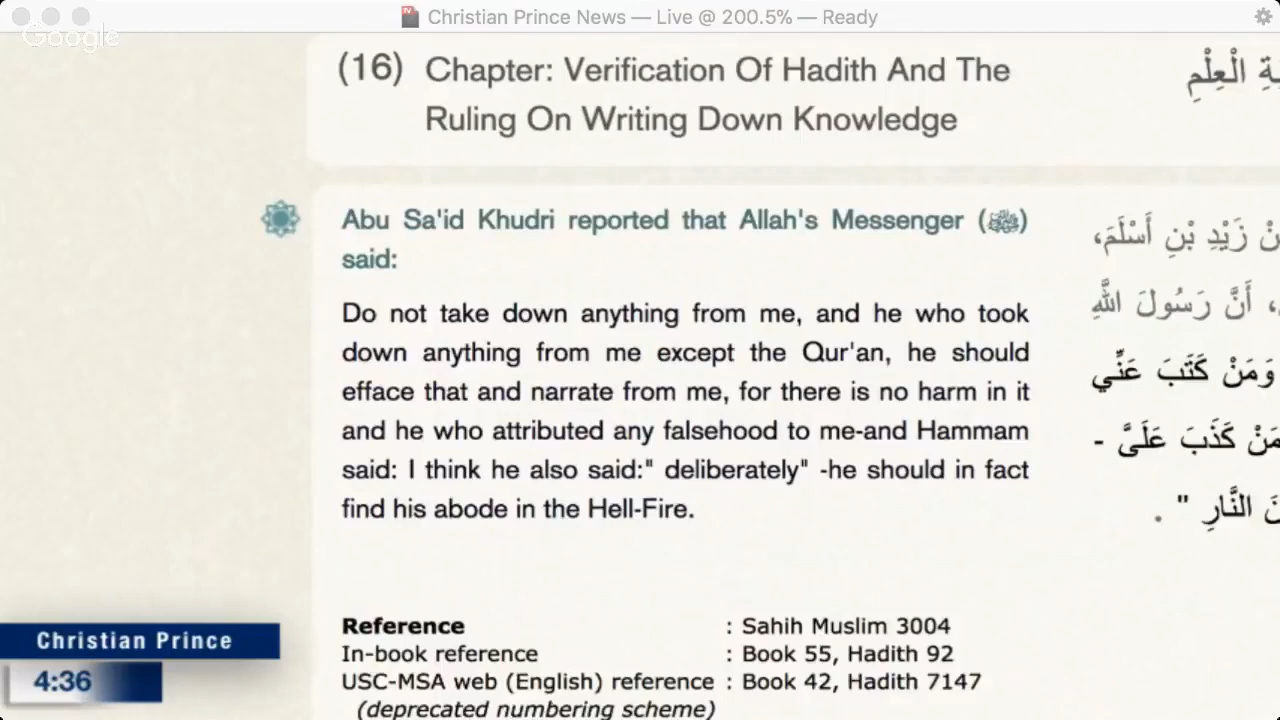 Christian Prince News — Live @ 200.5% — Ready
Google
(16) Chapter: Verification Of Hadith And The
Ruling On Writing Down Knowledge
الْعِلْمِ
Abu Sa'id Khudri reported that Allah's Messenger (ﷺ)
said:
زَيْدِ بْنِ أَسْلَمَ،
أَنَّ رَسُولَ اللَّهِ
Do not take down anything from me, and he who took
down anything from me except the Qur'an, he should
efface that and narrate from me, for there is no harm in it
and he who attributed any falsehood to me-and Hammam
said: I think he also said:" deliberately" -he should in fact
find his abode in the Hell-Fire.
وَمَنْ كَتَبَ عَنِّي
كَذَبَ عَلَىَّ -
النَّارِ " .
Reference : Sahih Muslim 3004
In-book reference : Book 55, Hadith 92
USC-MSA web (English) reference : Book 42, Hadith 7147
(deprecated numbering scheme)
Christian Prince
4:36